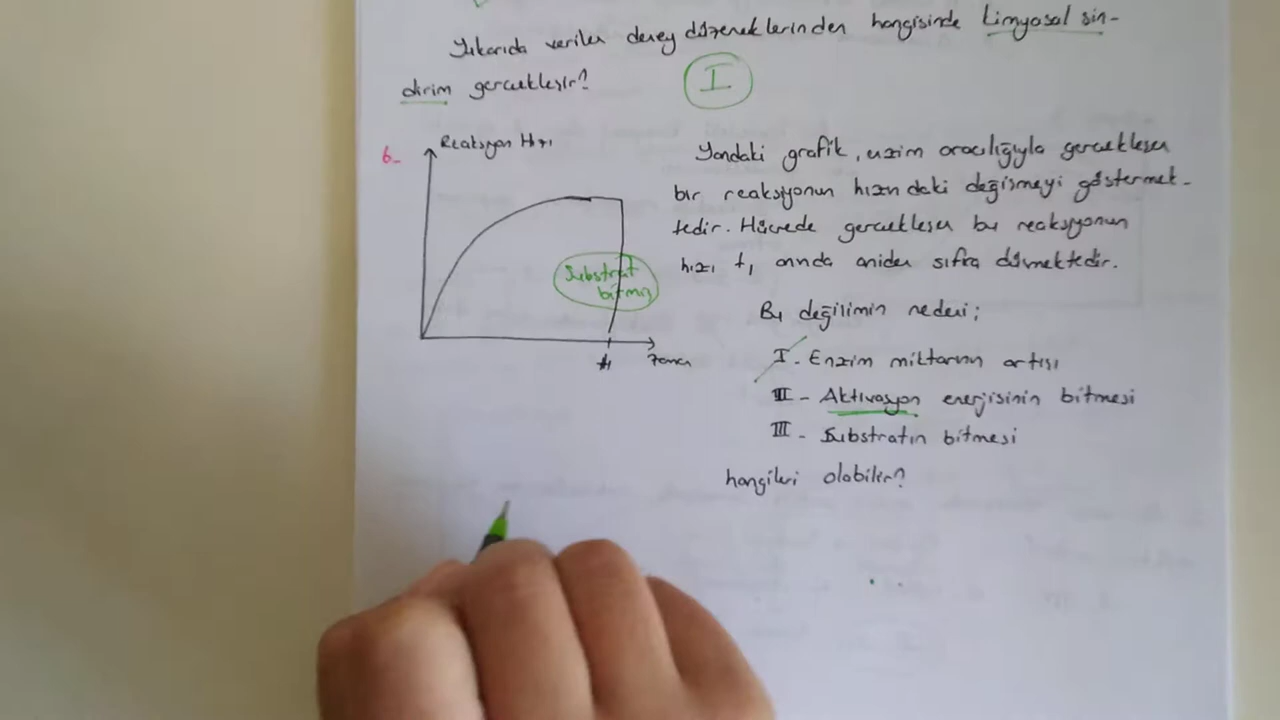 Yukarıda verilen deney düzeneklerinden hangisinde Lizozomal sin-
dirim gerçekleşir? I
6-
Reaksiyon Hızı
Substrat
bitmiş
t₁ Zaman
Yandaki grafik, enzim aracılığıyla gerçekleşen
bir reaksiyonun hızındaki değişmeyi göstermek-
tedir. Hücrede gerçekleşen bu reaksiyonun
hızı t₁ anında aniden sıfıra düşmektedir.
Bu değişimin nedeni;
I - Enzim miktarının artışı
II - Aktivasyon enerjisinin bitmesi
III - Substratın bitmesi
hangileri olabilir?